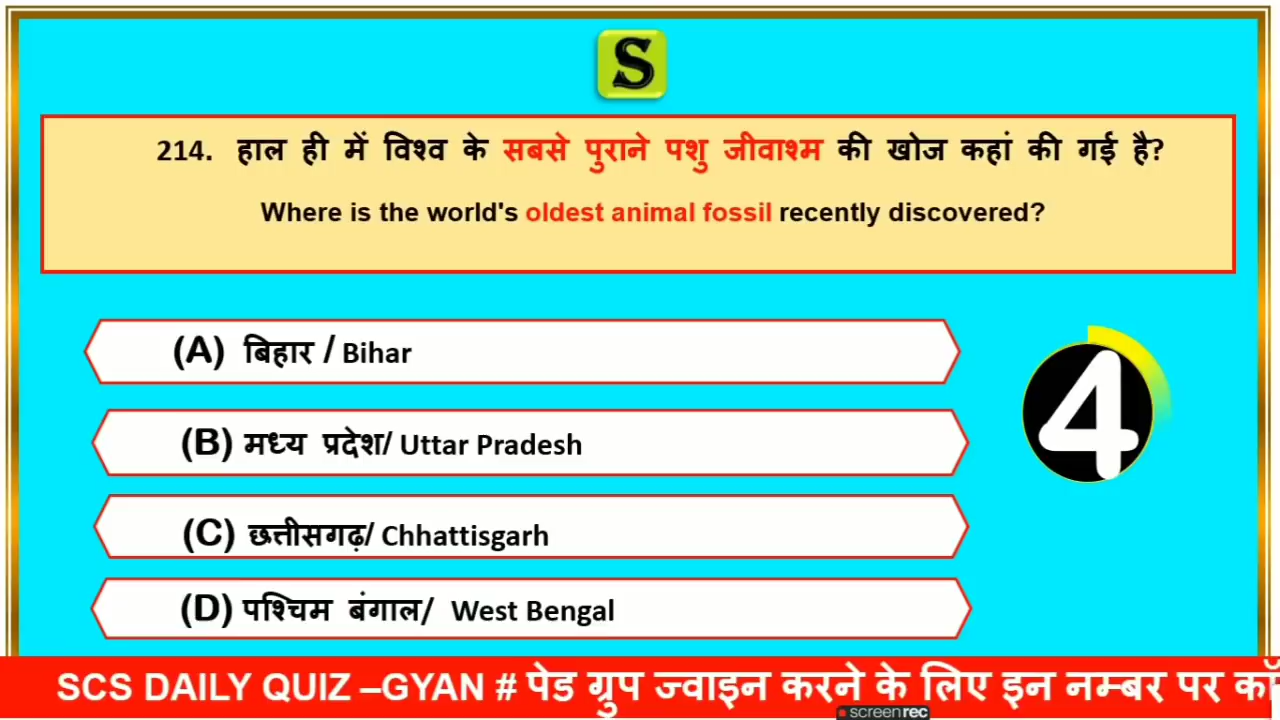 S
214. हाल ही में विश्व के सबसे पुराने पशु जीवाश्म की खोज कहां की गई है?
Where is the world's oldest animal fossil recently discovered?
(A) बिहार / Bihar
4
(B) मध्य प्रदेश/ Uttar Pradesh
(C) छत्तीसगढ़/ Chhattisgarh
(D) पश्चिम बंगाल/ West Bengal
SCS DAILY QUIZ –GYAN # पेड ग्रुप ज्वाइन करने के लिए इन नम्बर पर
screenrec